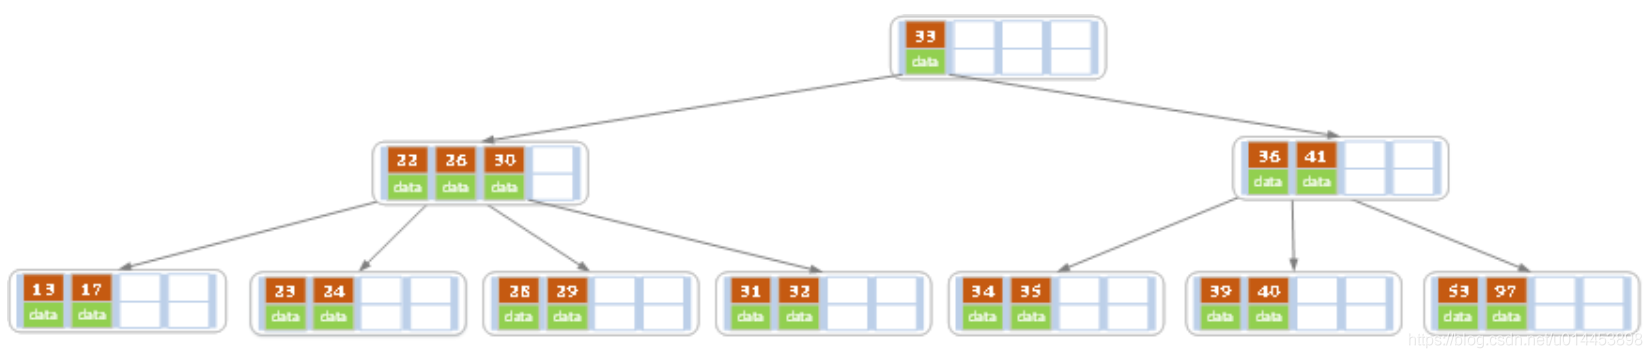 33
data
22 26 30
data data data
36 41
data data
13 17
data data
23 24
data data
28 29
data data
31 32
data data
34 35
data data
39 40
data data
53 97
data data
https://blog.csdn.net/u014453898